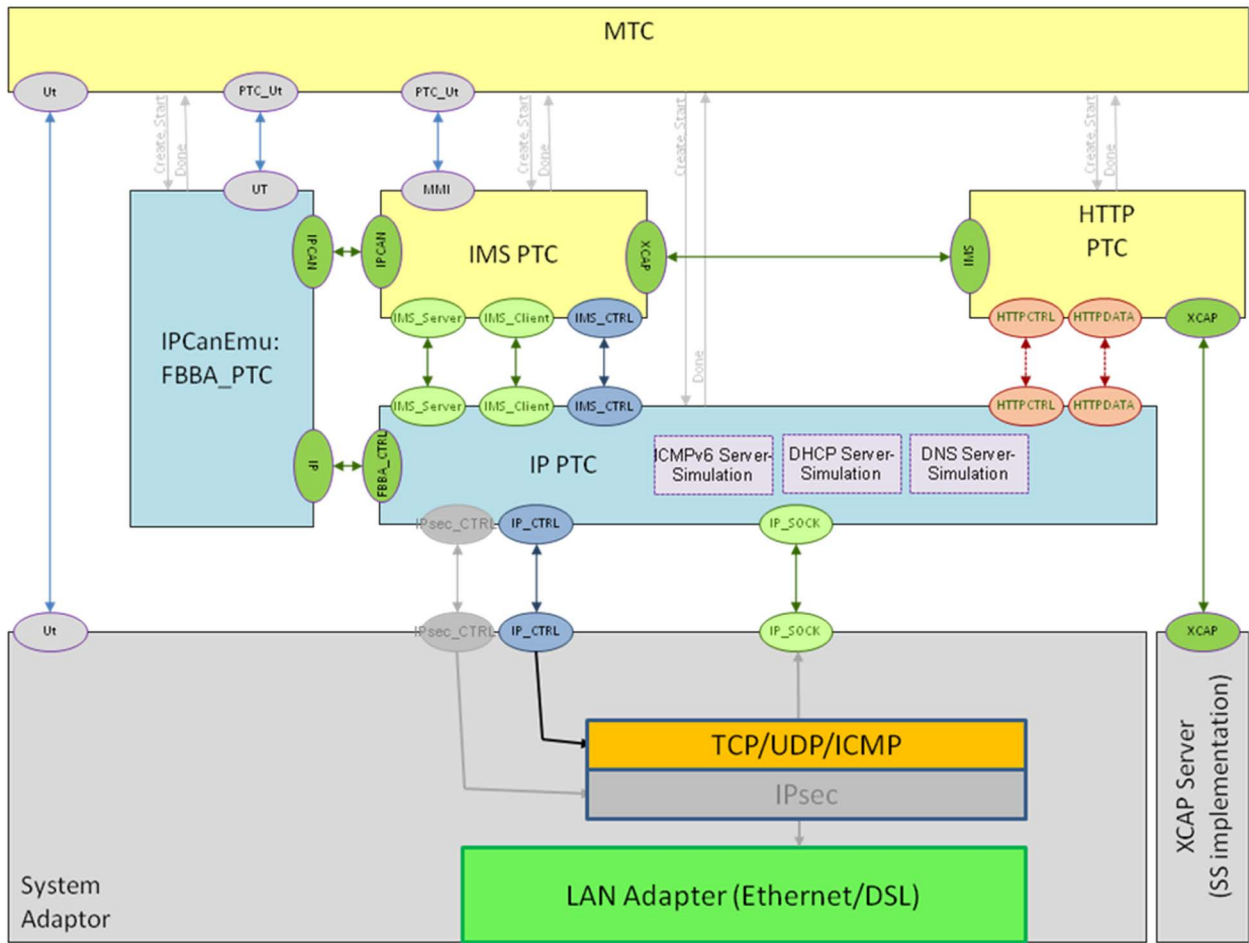 MTC
Ut
PTC_Ut
PTC_Ut
Create, Start
Done
Create, Start
Done
Create, Start
Done
Create, Start
Done
UT
MMI
IPCAN
IPCAN
IMS PTC
XCAP
SMI
HTTP
PTC
IPCanEmu:
FBBA_PTC
IMS_Server
IMS_Client
IMS_CTRL
HTTPCTRL
HTTPDATA
XCAP
IMS_Server
IMS_Client
IMS_CTRL
HTTPCTRL
HTTPDATA
IP
FBBA_CTRL
IP PTC
ICMPv6 Server-
Simulation
DHCP Server-
Simulation
DNS Server-
Simulation
IPsec_CTRL
IP_CTRL
IP_SOCK
Ut
IPsec_CTRL
IP_CTRL
IP_SOCK
XCAP
TCP/UDP/ICMP
IPsec
LAN Adapter (Ethernet/DSL)
System
Adaptor
XCAP Server
(SS implementation)